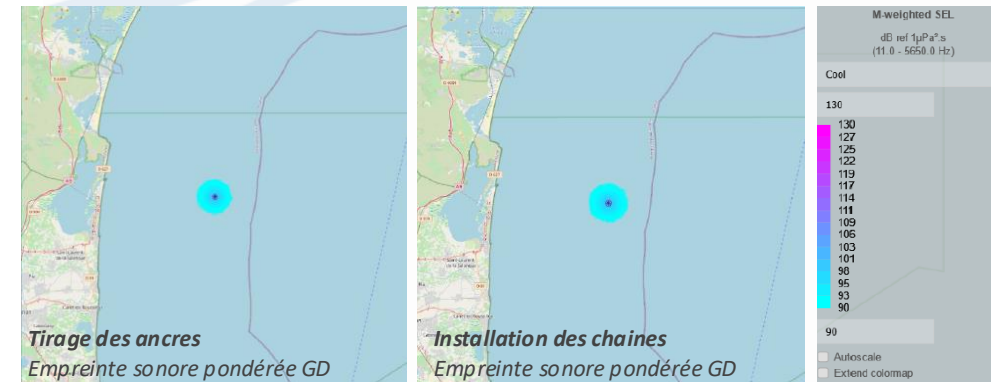 Tirage des ancres
Empreinte sonore pondérée GD
Installation des chaines
Empreinte sonore pondérée GD
M-weighted SEL
dB ref 1µPa².s
(11.0 - 5650.0 Hz)
Cool
130
130
127
125
122
119
117
114
111
109
106
103
101
98
95
93
90
90
Autoscale
Extend colormap